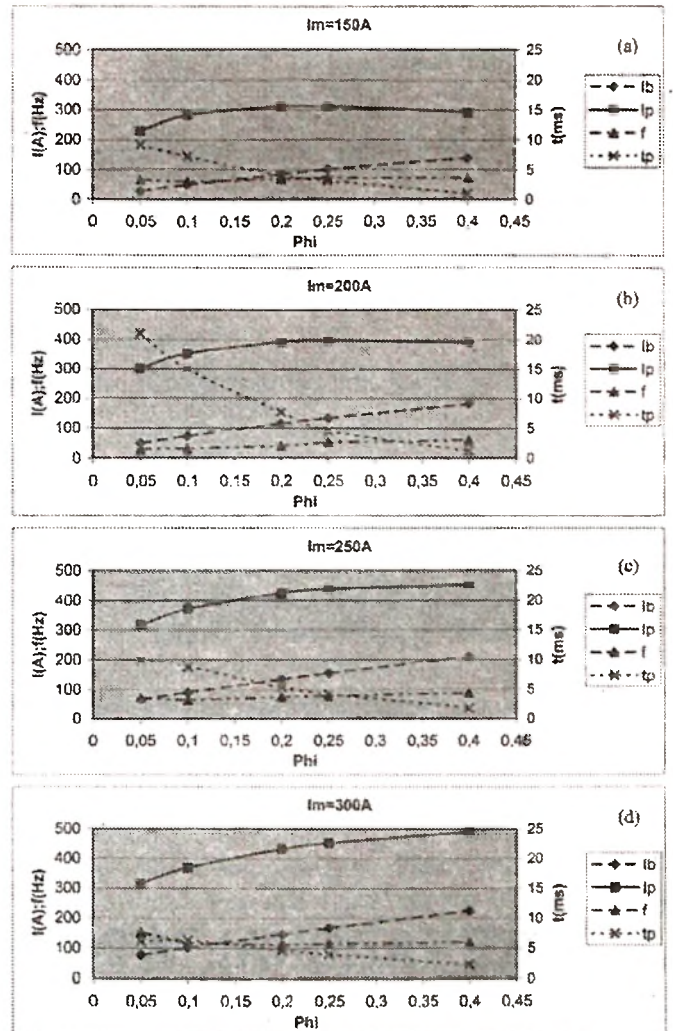 Im=150A
(a)
500
400
300
200
100
0
I(A);f(Hz)
25
20
15
10
5
0
t(ms)
0 0,05 0,1 0,15 0,2 0,25 0,3 0,35 0,4 0,45
Phi
Ib
Ip
f
tp
Im=200A
(b)
500
400
300
200
100
0
I(A);f(Hz)
25
20
15
10
5
0
t(ms)
0 0,05 0,1 0,15 0,2 0,25 0,3 0,35 0,4 0,45
Phi
Ib
Ip
f
tp
Im=250A
(c)
500
400
300
200
100
0
I(A);f(Hz)
25
20
15
10
5
0
t(ms)
0 0,05 0,1 0,15 0,2 0,25 0,3 0,35 0,4 0,45
Phi
Ib
Ip
f
tp
Im=300A
(d)
500
400
300
200
100
0
I(A);f(Hz)
25
20
15
10
5
0
t(ms)
0 0,05 0,1 0,15 0,2 0,25 0,3 0,35 0,4 0,45
Phi
Ib
Ip
f
tp